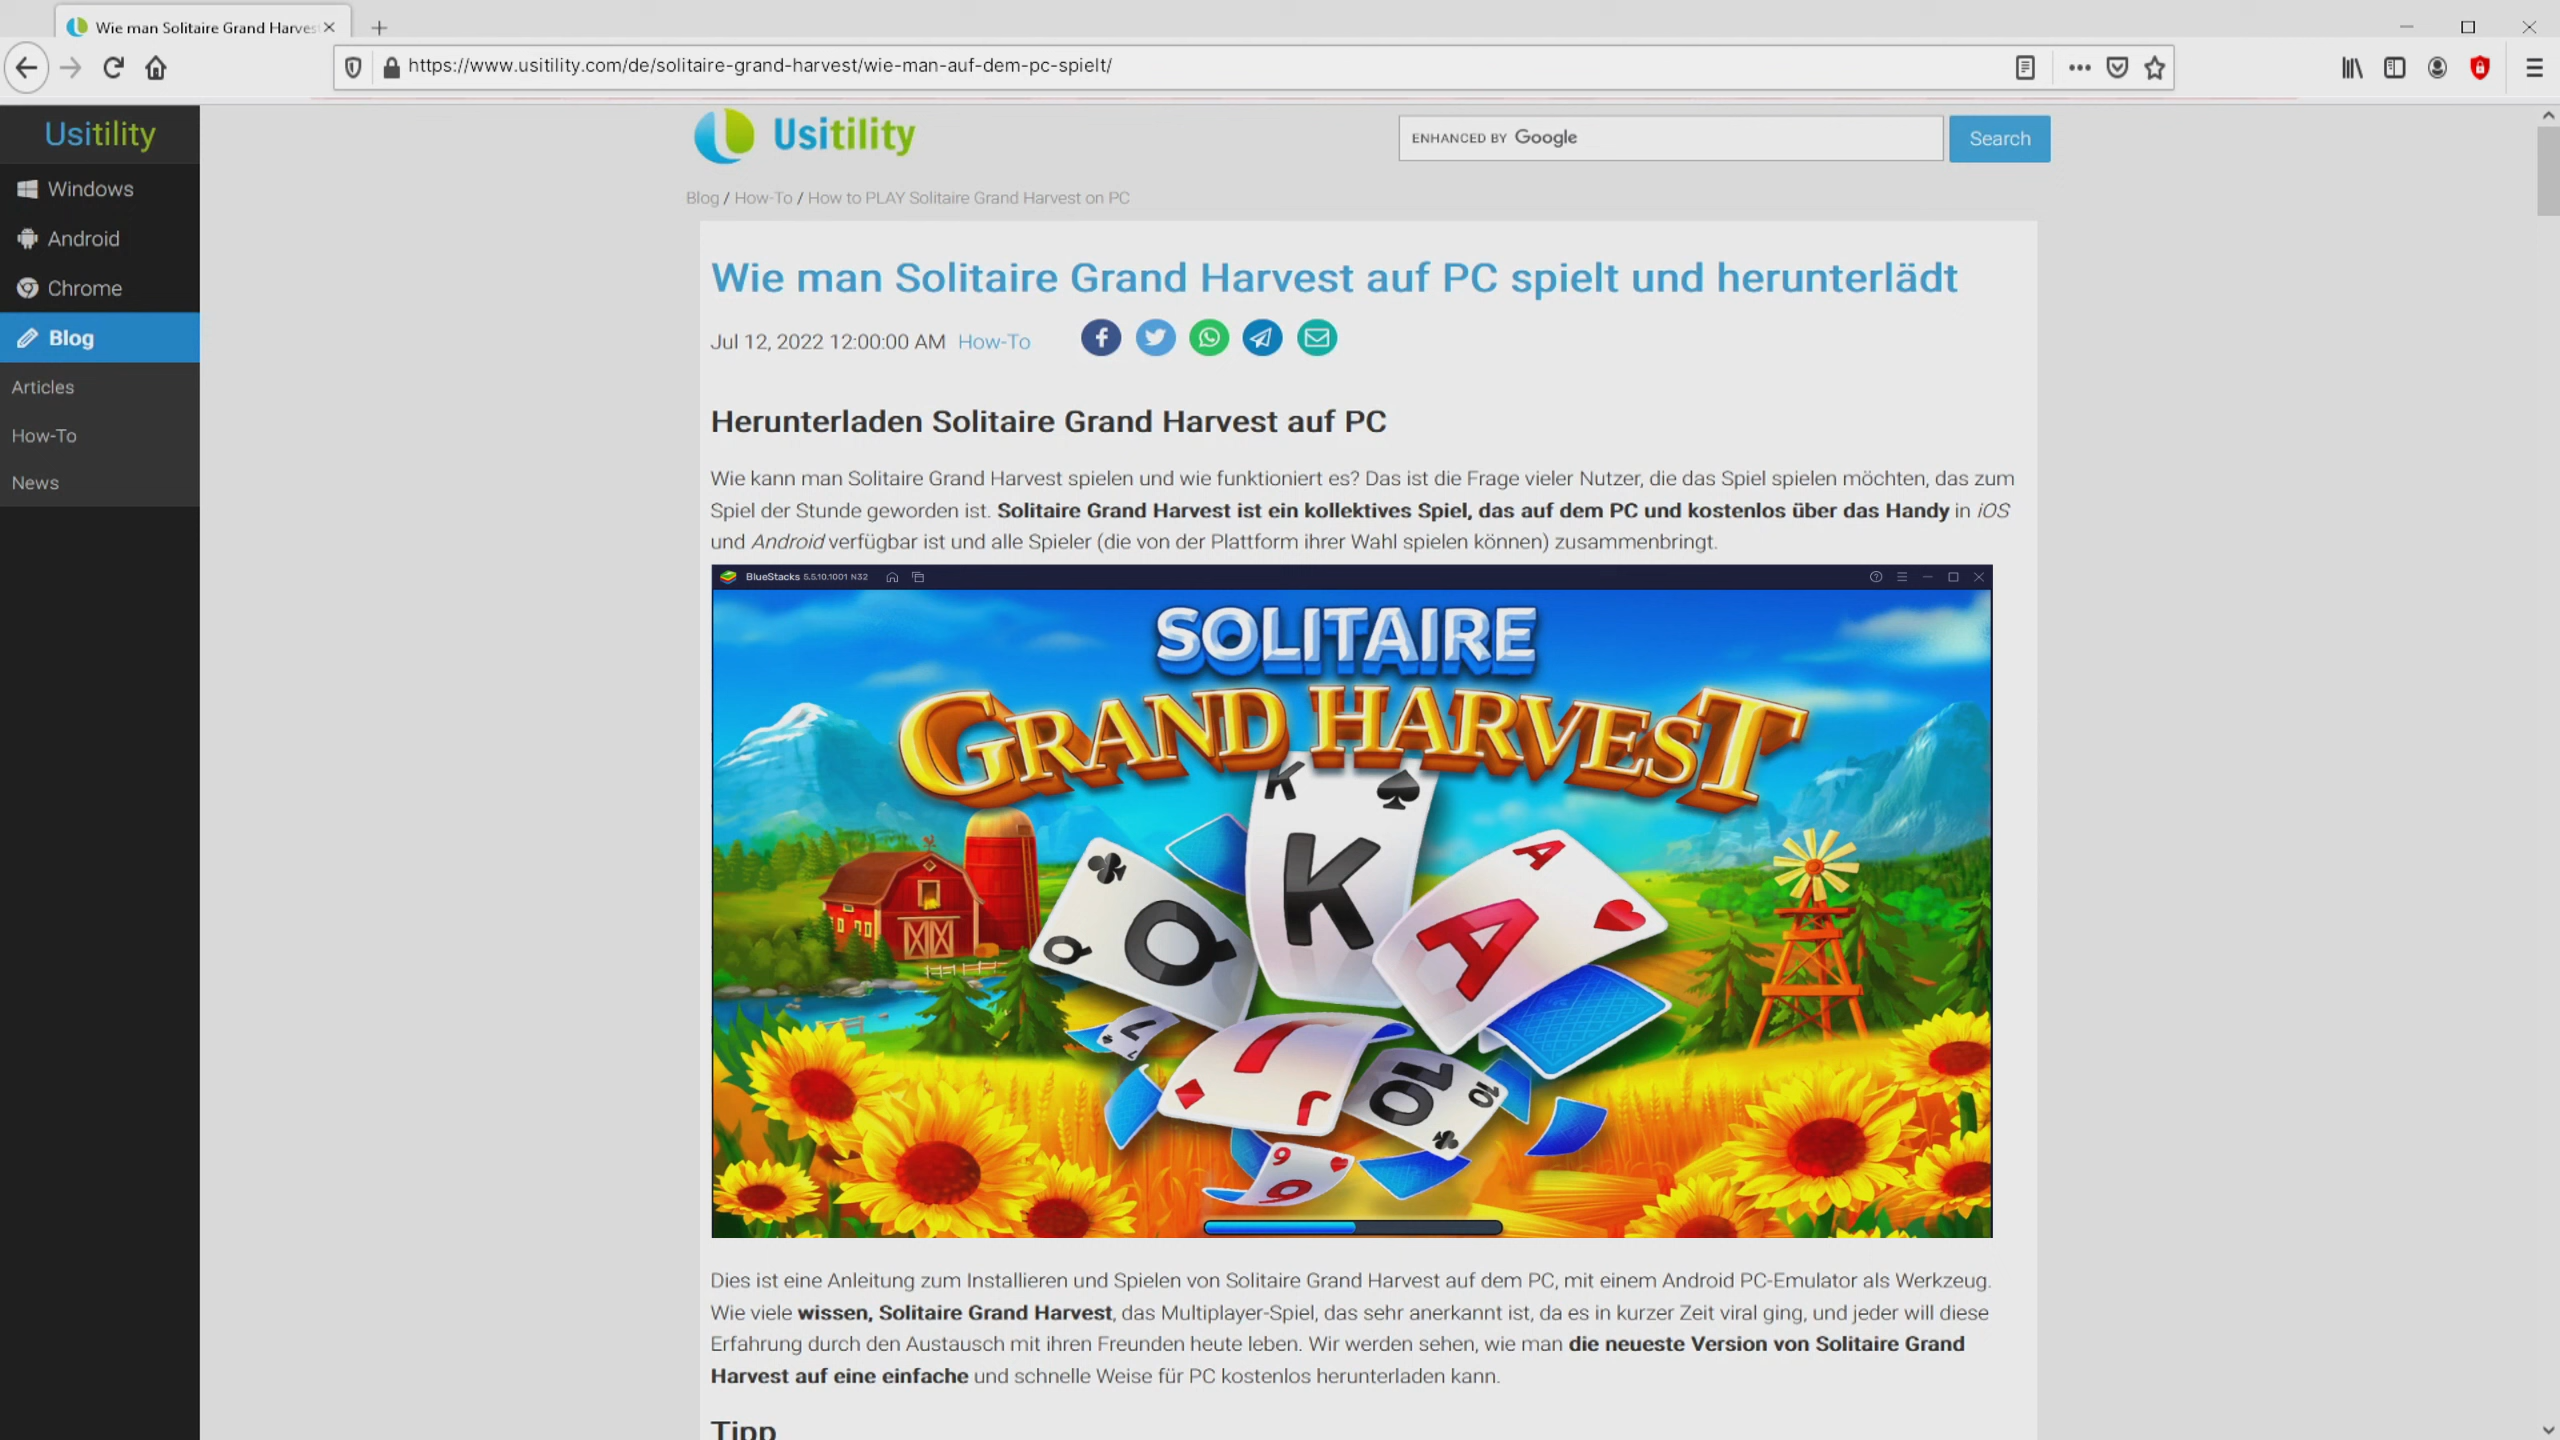 Wie man Solitaire Grand Harves
https://www.usitility.com/de/solitaire-grand-harvest/wie-man-auf-dem-pc-spielt/
Usitility
Windows
Android
Chrome
Blog
Articles
How-To
News
Usitility
ENHANCED BY Google
Search
Blog / How-To / How to PLAY Solitaire Grand Harvest on PC
Wie man Solitaire Grand Harvest auf PC spielt und herunterlädt
Jul 12, 2022 12:00:00 AM How-To
Herunterladen Solitaire Grand Harvest auf PC
Wie kann man Solitaire Grand Harvest spielen und wie funktioniert es? Das ist die Frage vieler Nutzer, die das Spiel spielen möchten, das zum
Spiel der Stunde geworden ist. Solitaire Grand Harvest ist ein kollektives Spiel, das auf dem PC und kostenlos über das Handy in iOS
und Android verfügbar ist und alle Spieler (die von der Plattform ihrer Wahl spielen können) zusammenbringt.
BlueStacks 5.5.10.1001 N32
SOLITAIRE
GRAND HARVEST
K
K
A
A
Q
Q
7
7
J
J
10
10
9
9
Dies ist eine Anleitung zum Installieren und Spielen von Solitaire Grand Harvest auf dem PC, mit einem Android PC-Emulator als Werkzeug.
Wie viele wissen, Solitaire Grand Harvest, das Multiplayer-Spiel, das sehr anerkannt ist, da es in kurzer Zeit viral ging, und jeder will diese
Erfahrung durch den Austausch mit ihren Freunden heute leben. Wir werden sehen, wie man die neueste Version von Solitaire Grand
Harvest auf eine einfache und schnelle Weise für PC kostenlos herunterladen kann.
Tipp